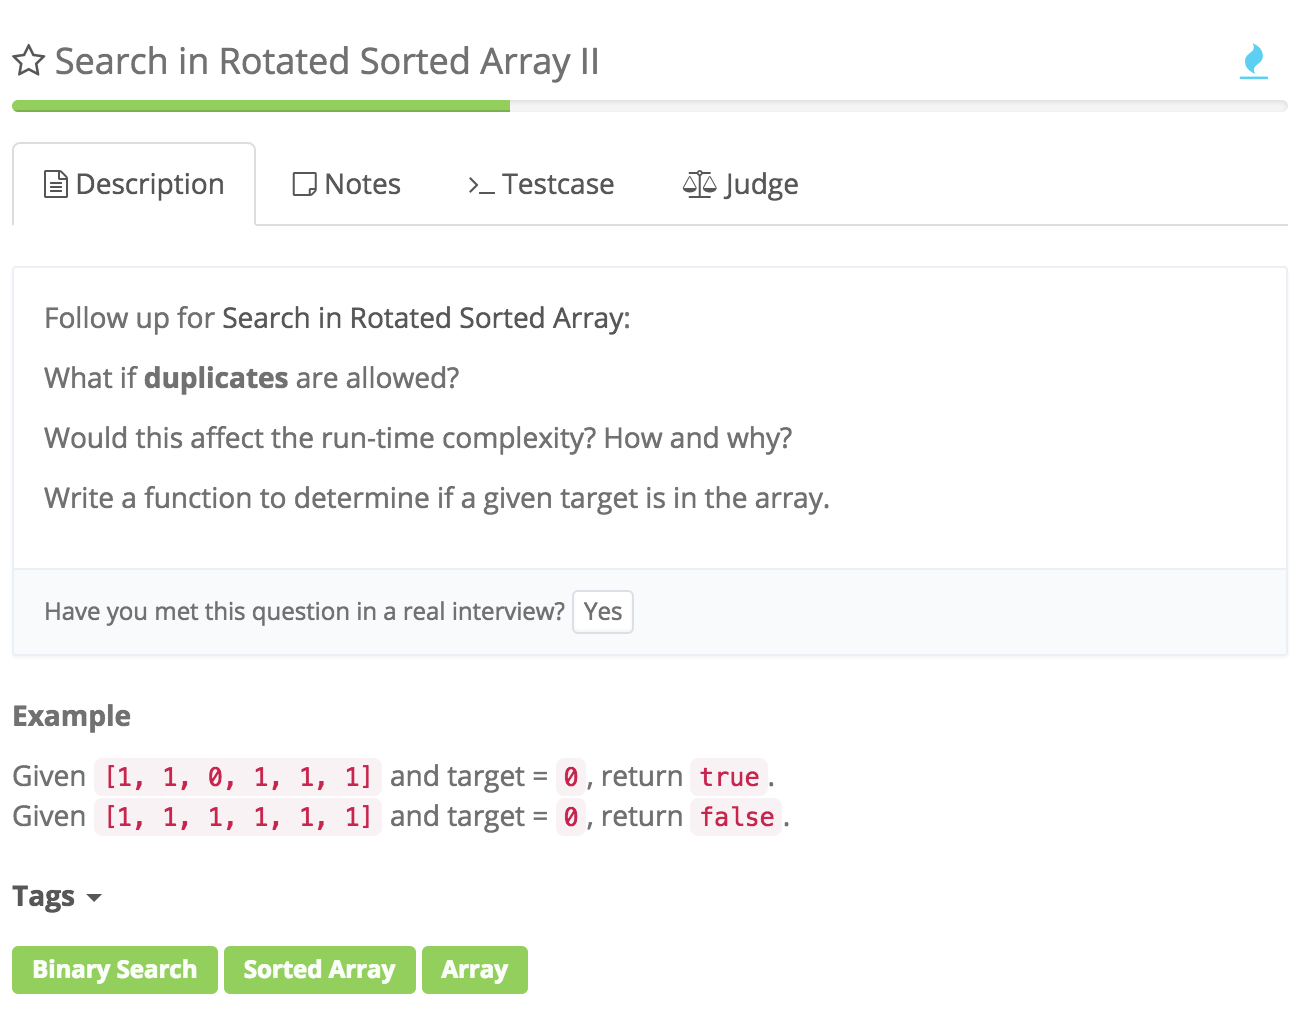 Search in Rotated Sorted Array II
Description
Notes
Testcase
Judge
Follow up for Search in Rotated Sorted Array:
What if duplicates are allowed?
Would this affect the run-time complexity? How and why?
Write a function to determine if a given target is in the array.
Have you met this question in a real interview? Yes
Example
Given [1, 1, 0, 1, 1, 1] and target = 0, return true.
Given [1, 1, 1, 1, 1, 1] and target = 0, return false.
Tags
Binary Search Sorted Array Array